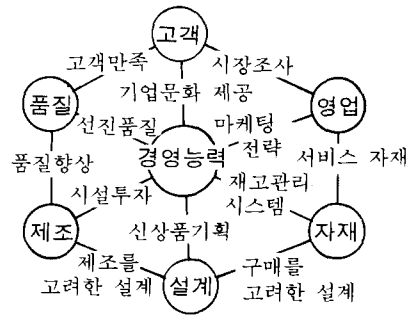 고객
고객만족
시장조사
기업문화 제공
품질
영업
선진품질
마케팅
전략
경영능력
품질향상
서비스 자재
시설투자
재고관리
시스템
제조
신상품기획
자재
제조를
고려한 설계
설계
구매를
고려한 설계